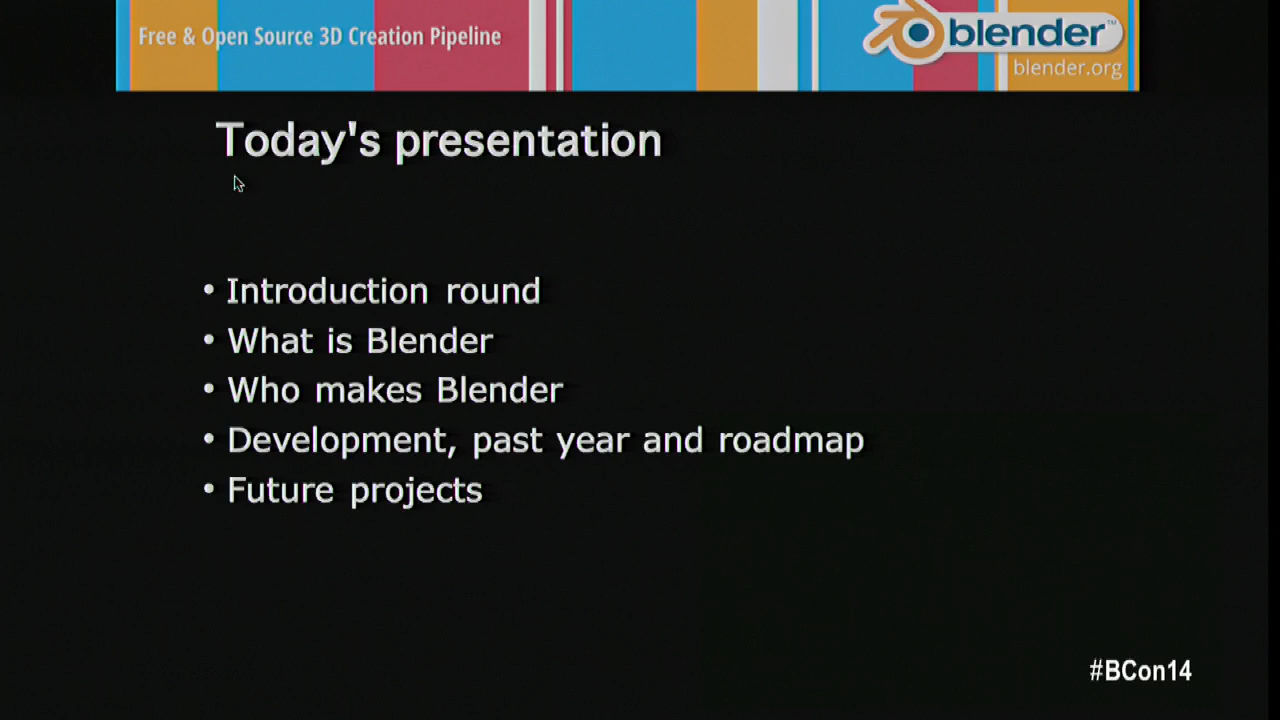 Free & Open Source 3D Creation Pipeline
blender™
blender.org
Today's presentation
• Introduction round
• What is Blender
• Who makes Blender
• Development, past year and roadmap
• Future projects
#BCon14